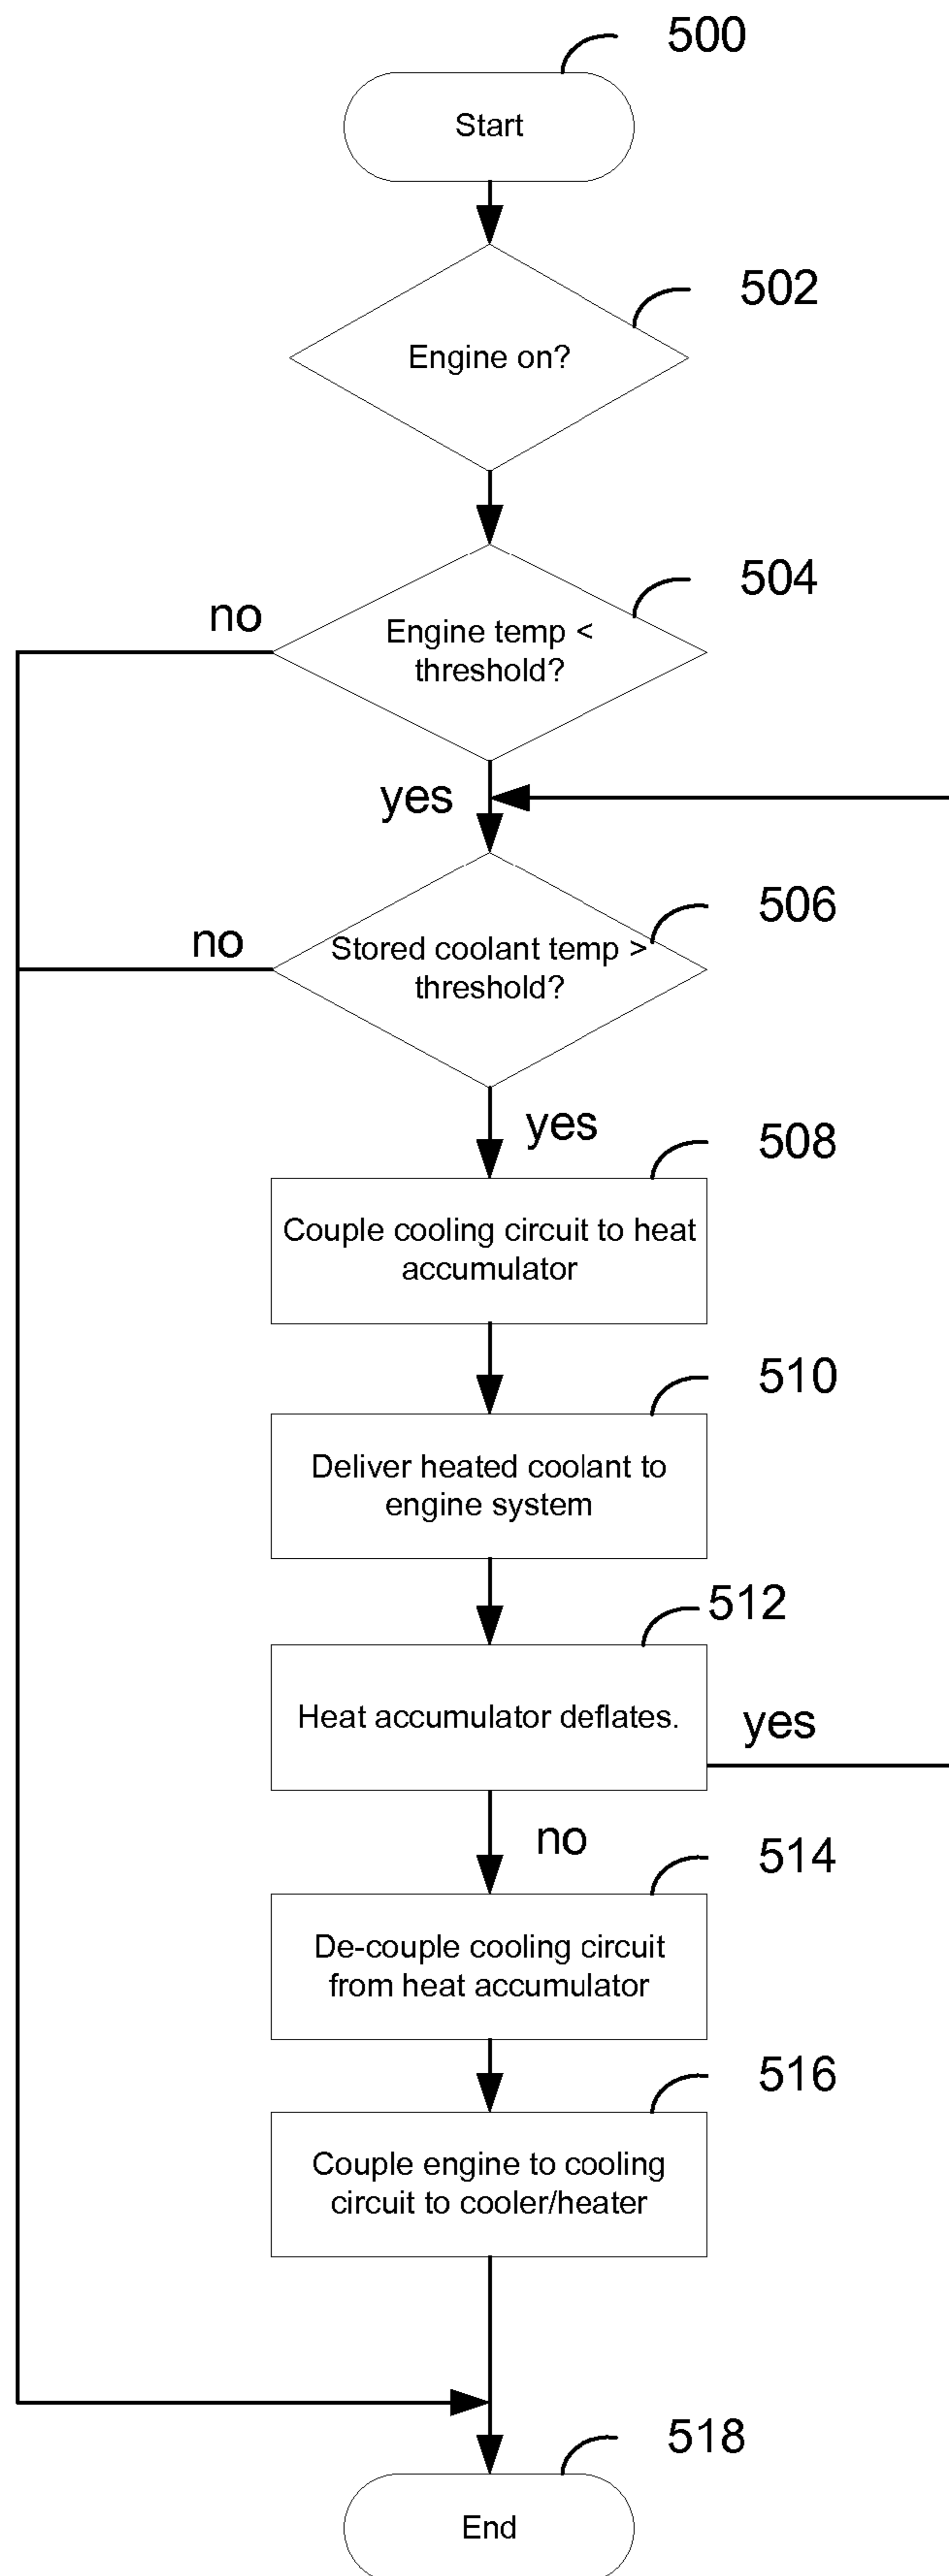 500
Start
502
Engine on?
504
no
Engine temp <
threshold?
yes
506
no
Stored coolant temp >
threshold?
yes
508
Couple cooling circuit to heat
accumulator
510
Deliver heated coolant to
engine system
512
Heat accumulator deflates.
yes
no
514
De-couple cooling circuit
from heat accumulator
516
Couple engine to cooling
circuit to cooler/heater
518
End